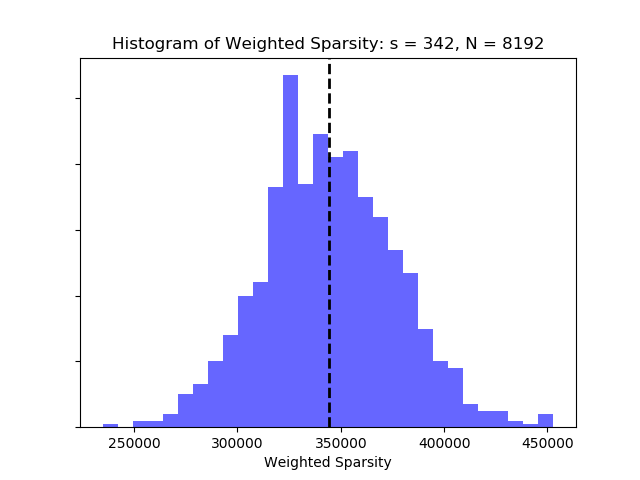 Histogram of Weighted Sparsity: s = 342, N = 8192
250000 300000 350000 400000 450000
Weighted Sparsity